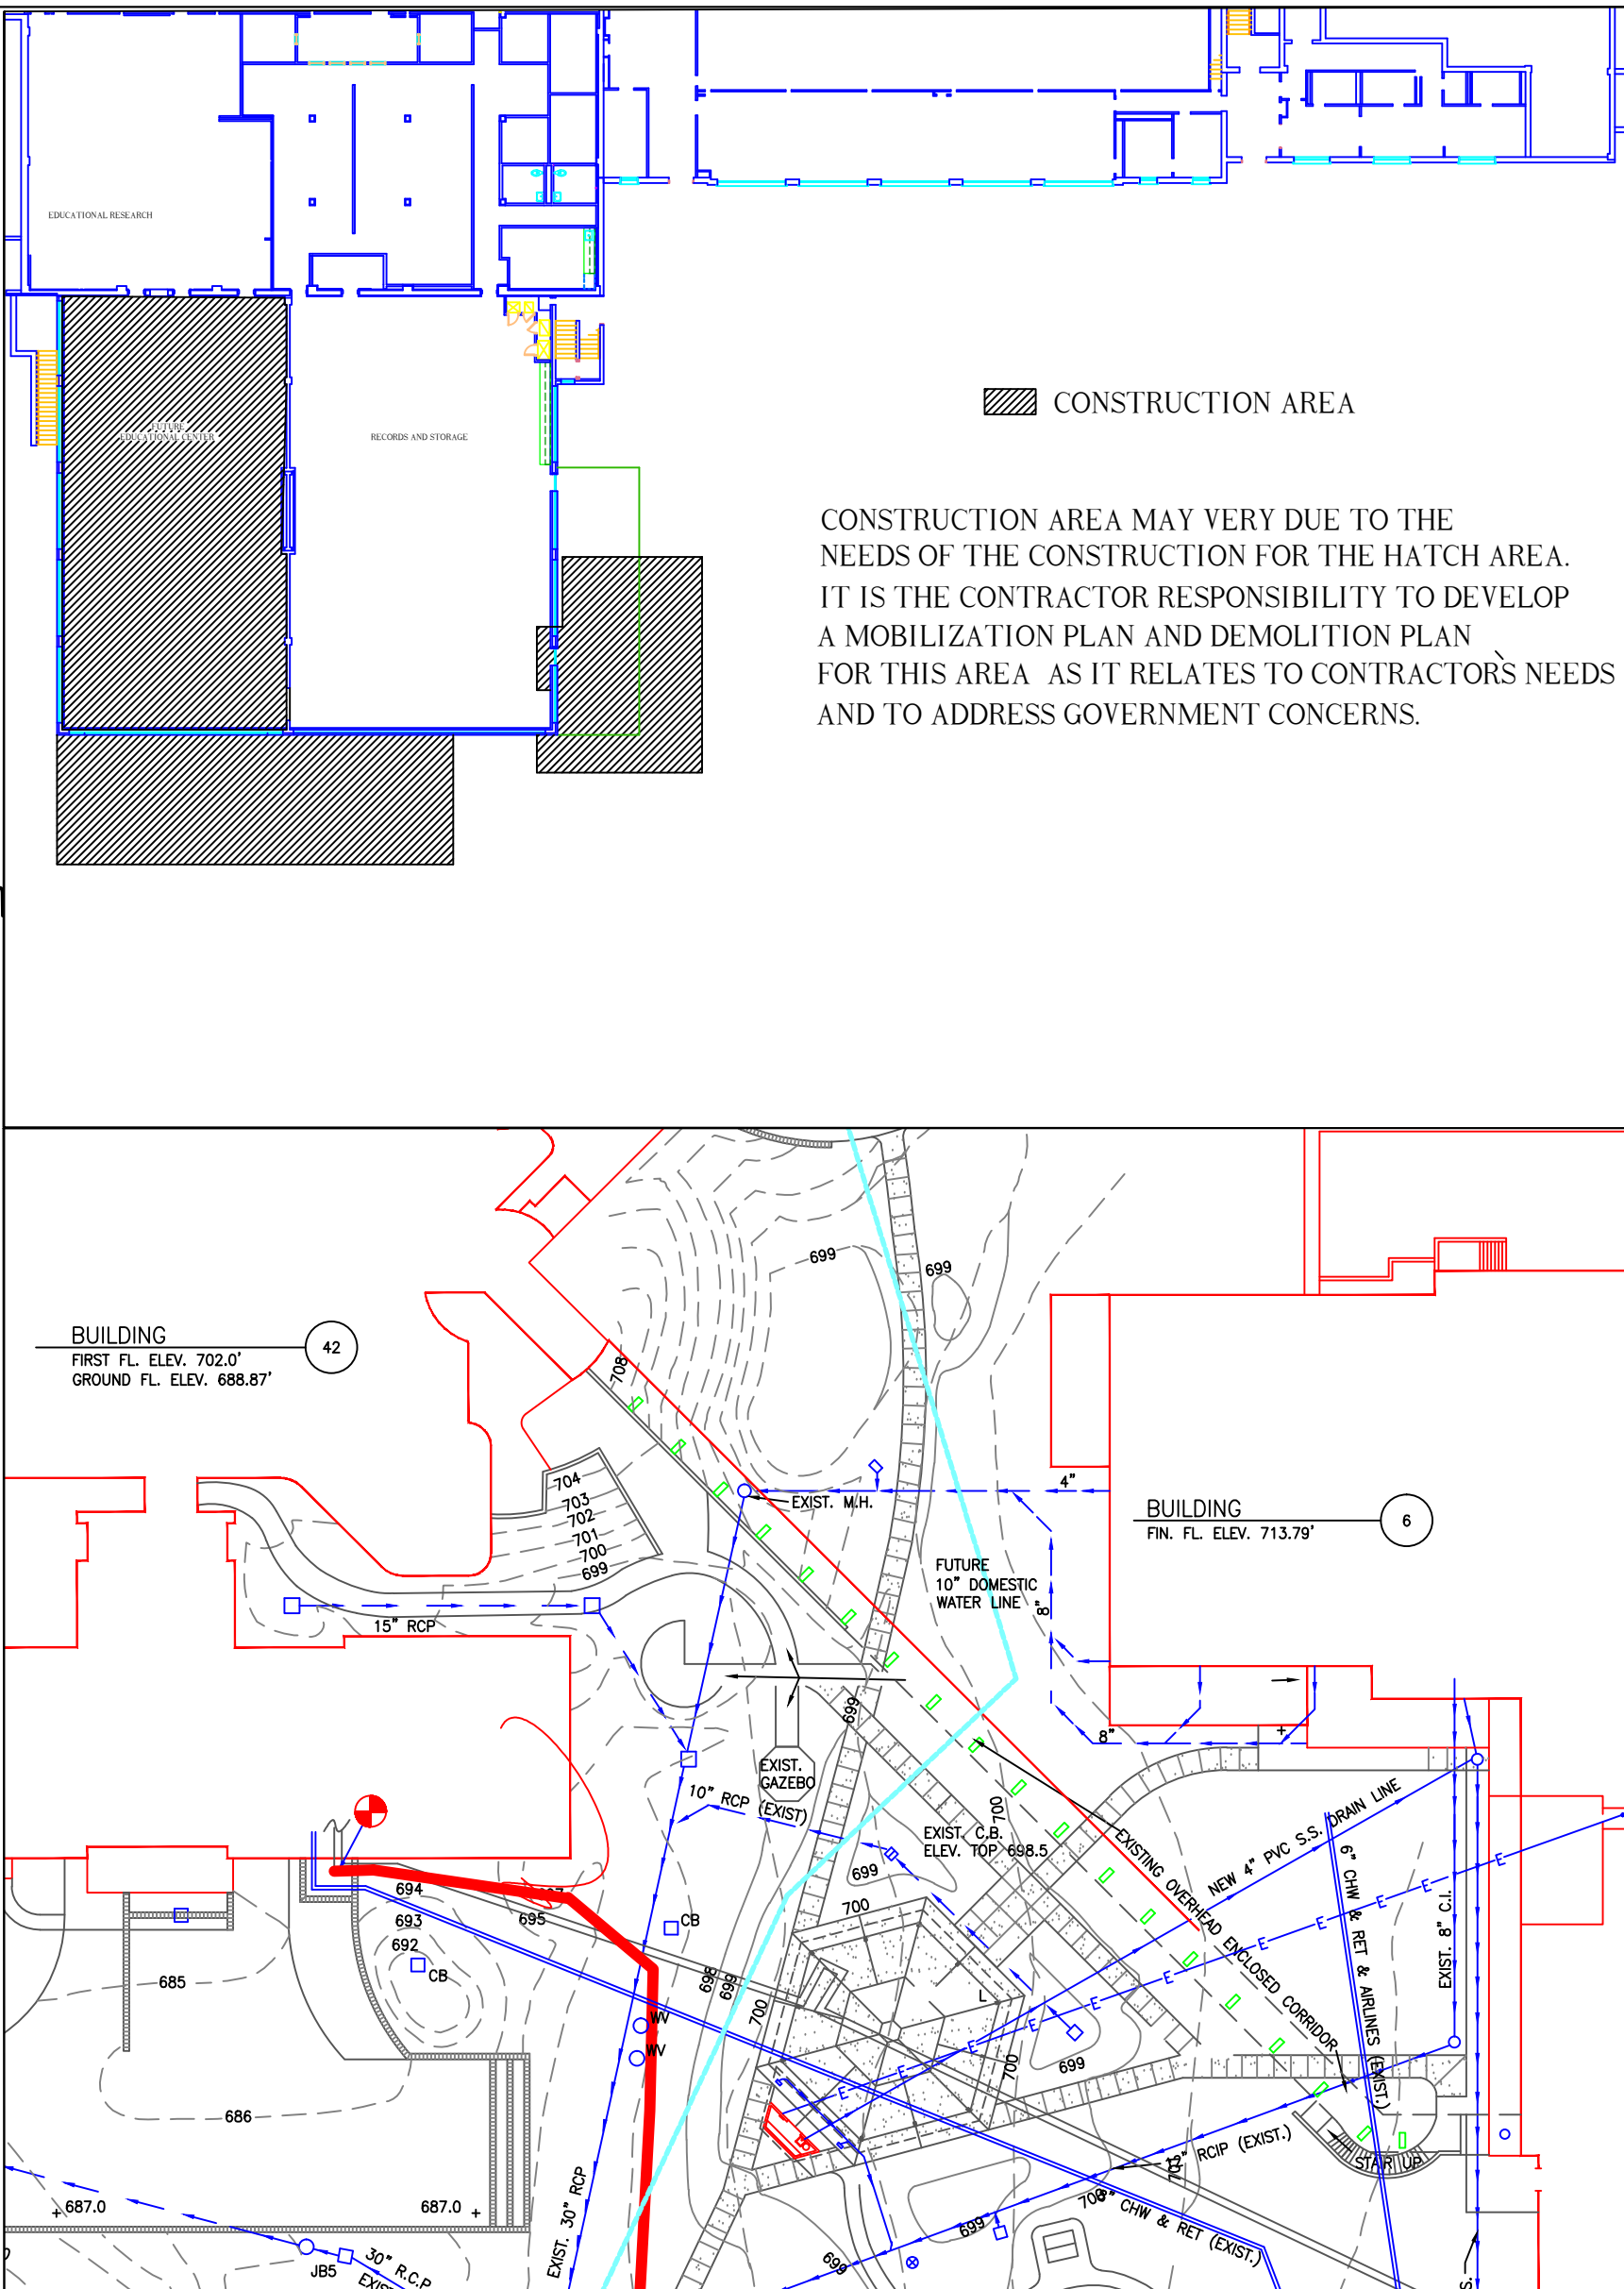 EDUCATIONAL RESEARCH
FUTURE
EDUCATIONAL CENTER
RECORDS AND STORAGE
CONSTRUCTION AREA
CONSTRUCTION AREA MAY VERY DUE TO THE
NEEDS OF THE CONSTRUCTION FOR THE HATCH AREA.
IT IS THE CONTRACTOR RESPONSIBILITY TO DEVELOP
A MOBILIZATION PLAN AND DEMOLITION PLAN
FOR THIS AREA AS IT RELATES TO CONTRACTOR'S NEEDS
AND TO ADDRESS GOVERNMENT CONCERNS.
699
699
BUILDING
42
FIRST FL. ELEV. 702.0'
GROUND FL. ELEV. 688.87'
708
704
703
702
701
700
699
4"
EXIST. M.H.
BUILDING
6
FIN. FL. ELEV. 713.79'
FUTURE
10" DOMESTIC
WATER LINE
8"
15" RCP
699
8"
EXIST.
GAZEBO
10" RCP (EXIST)
700
EXIST. C.B.
ELEV. TOP 698.5
EXISTING OVERHEAD ENCLOSED CORRIDOR
NEW 4" PVC S.S. DRAIN LINE
6" CHW & RET & AIRLINES (EXIST.)
EXIST. 8" C.I.
E
E
E
E
E
E
E
E
E
E
699
700
694
693
692
695
CB
CB
685
698
699
700
L
WV
WV
700
699
686
687.0
687.0
EXIST. 30" RCP
12" RCIP (EXIST.)
STAIR UP
8" CHW & RET (EXIST.)
700
699
699
JB5
30" R.C.P